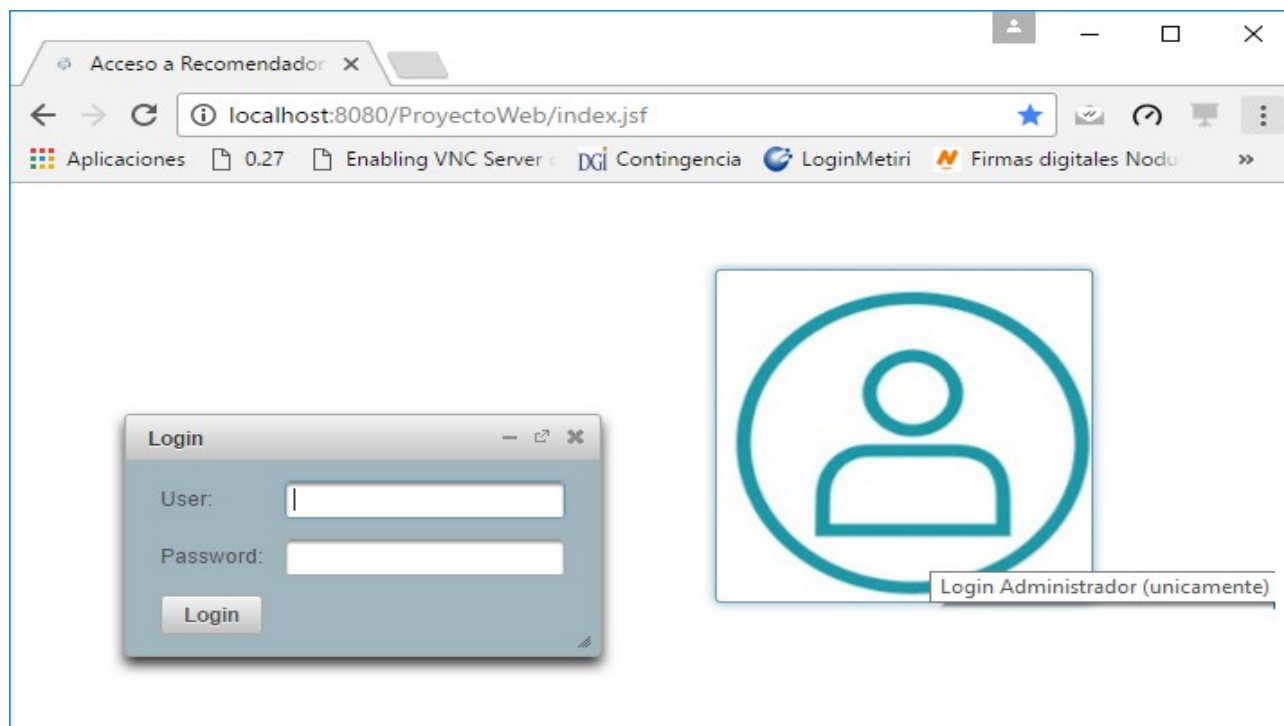 Acceso a Recomendador
localhost:8080/ProyectoWeb/index.jsf
Aplicaciones 0.27 Enabling VNC Server DGI Contingencia LoginMetiri Firmas digitales Nodu »
Login
User:
Password:
Login
Login Administrador (unicamente)